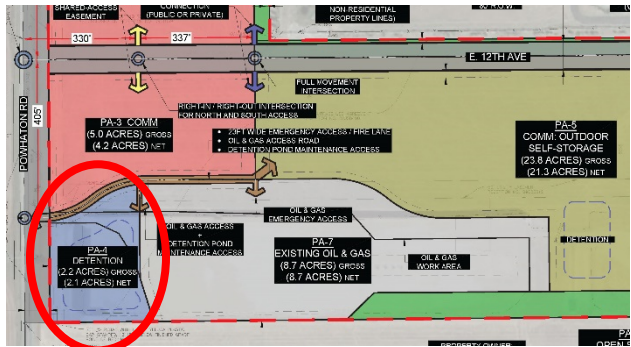 SHARED-ACCESS
EASEMENT
CONNECTION
(PUBLIC OR PRIVATE)
NON-RESIDENTIAL
PROPERTY LINES)
80' ROW
330'
337'
E. 12TH AVE
FULL MOVEMENT
INTERSECTION
POWHATON RD
405'
RIGHT-IN / RIGHT-OUT INTERSECTION
FOR NORTH AND SOUTH ACCESS
PA-3 COMM
(5.0 ACRES) GROSS
(4.2 ACRES) NET
• 23FT WIDE EMERGENCY ACCESS / FIRE LANE
• OIL & GAS ACCESS ROAD
• DETENTION POND MAINTENANCE ACCESS
PA-5
COMM: OUTDOOR
SELF-STORAGE
(23.8 ACRES) GROSS
(21.3 ACRES) NET
OIL & GAS
EMERGENCY ACCESS
OIL & GAS ACCESS
+
DETENTION POND
MAINTENANCE ACCESS
PA-4
DETENTION
(2.2 ACRES) GROSS
(2.1 ACRES) NET
PA-7
EXISTING OIL & GAS
(8.7 ACRES) GROSS
(8.7 ACRES) NET
OIL & GAS
WORK AREA
DETENTION
PROPERTY OWNER
PA
OPEN S